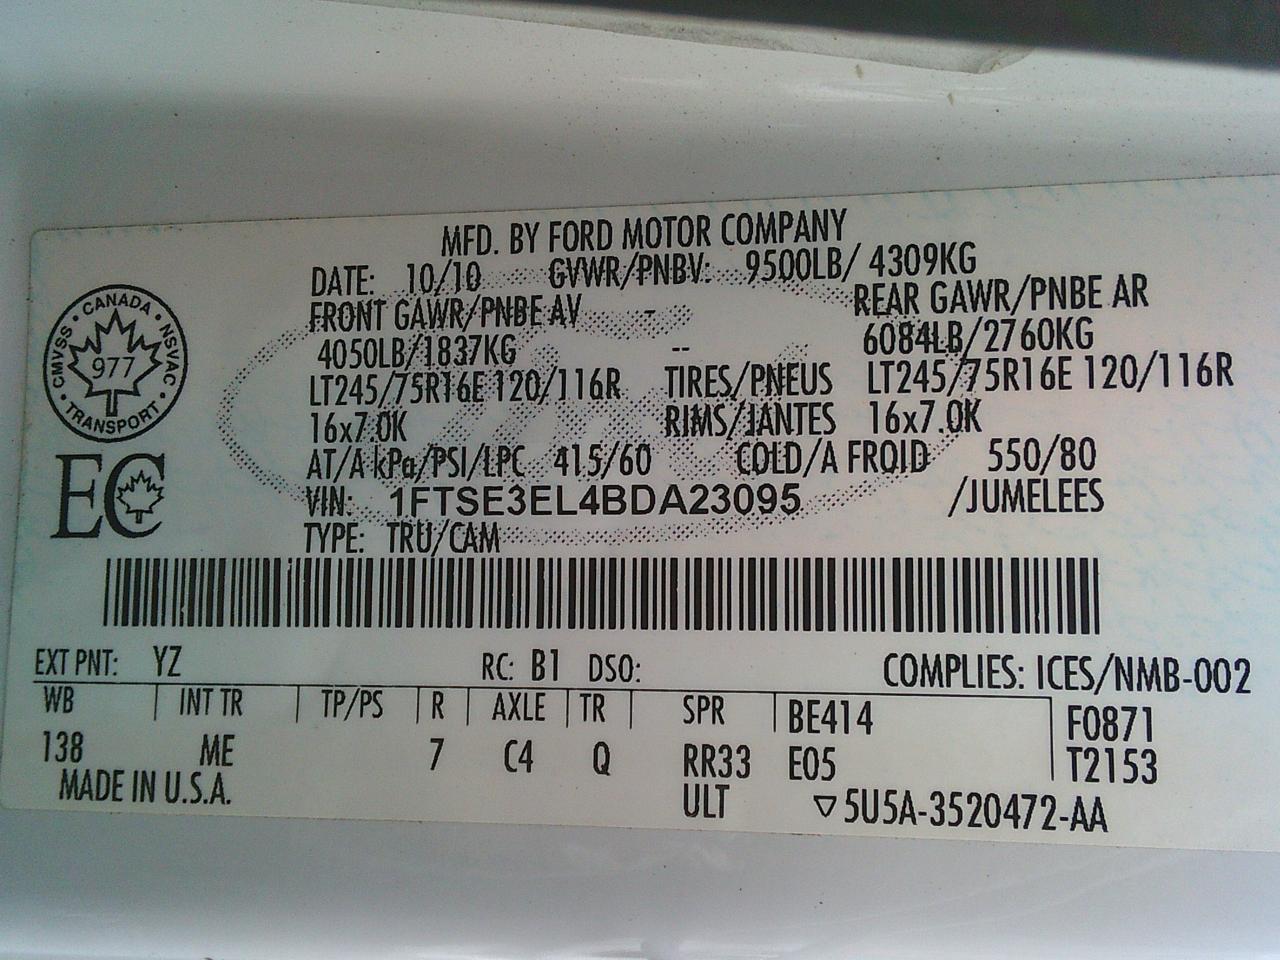 MFD. BY FORD MOTOR COMPANY
DATE: 10/10 GVWR/PNBV: 9500LB/ 4309KG
FRONT GAWR/PNBE AV - REAR GAWR/PNBE AR
4050LB/1837KG -- 6084LB/2760KG
LT245/75R16E 120/116R TIRES/PNEUS LT245/75R16E 120/116R
16x7.0K RIMS/JANTES 16x7.0K
AT/A kPa/PSI/LPC 415/60 COLD/A FROID 550/80
VIN: 1FTSE3EL4BDA23095 /JUMELEES
TYPE: TRU/CAM
CANADA
CMVSS · NSVAC
977
TRANSPORT
EC
EXT PNT: YZ RC: B1 DSO: COMPLIES: ICES/NMB-002
WB INT TR TP/PS R AXLE TR SPR BE414 F0871
138 ME 7 C4 Q RR33 E05 T2153
MADE IN U.S.A. ULT ▽5U5A-3520472-AA